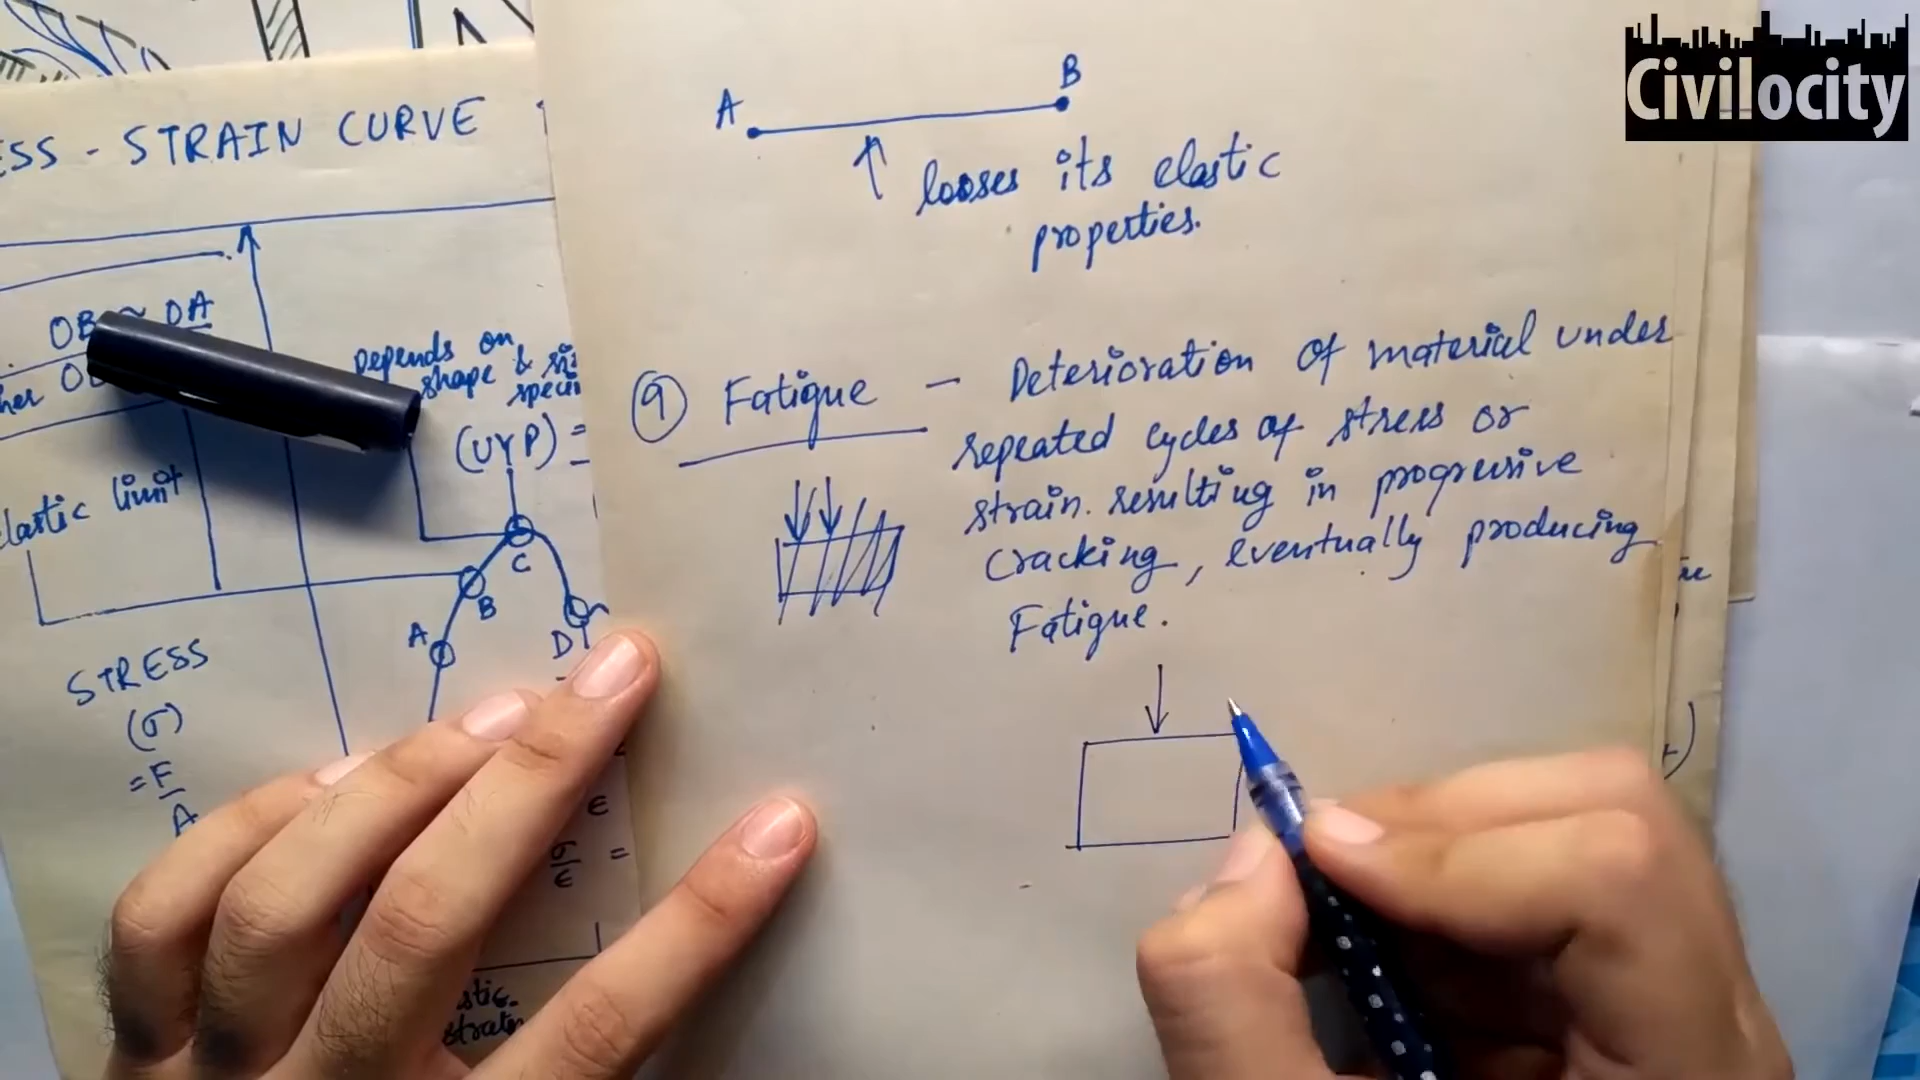 Civilocity
ESS - STRAIN CURVE
OB ~ OA
Depends on
shape &
(UYP) =
elastic limit
C
B
A
D
STRESS
(σ)
= F
A
ϵ
σ
ϵ =
A
B
looses its elastic
properties.
9 Fatigue - Deterioration of material under
repeated cycles of stress or
strain. resulting in progressive
cracking, eventually producing
Fatigue.